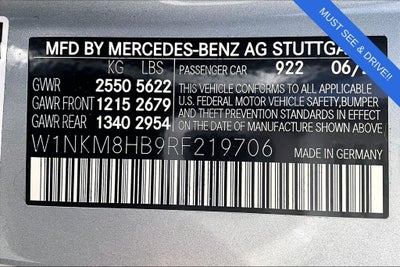 MUST SEE & DRIVE!!
MFD BY MERCEDES-BENZ AG STUTTGA
KG LBS PASSENGER CAR 922 06/
GVWR 2550 5622
GAWR FRONT 1215 2679
GAWR REAR 1340 2954
THIS VEHICLE CONFORMS TO ALL APPLICABLE
U.S. FEDERAL MOTOR VEHICLE SAFETY, BUMPER
AND THEFT PREVENTION STANDARDS IN EFFECT
ON THE DATE OF MANUFACTURE SHOWN ABOVE.
W1NKM8HB9RF219706
MADE IN GERMANY